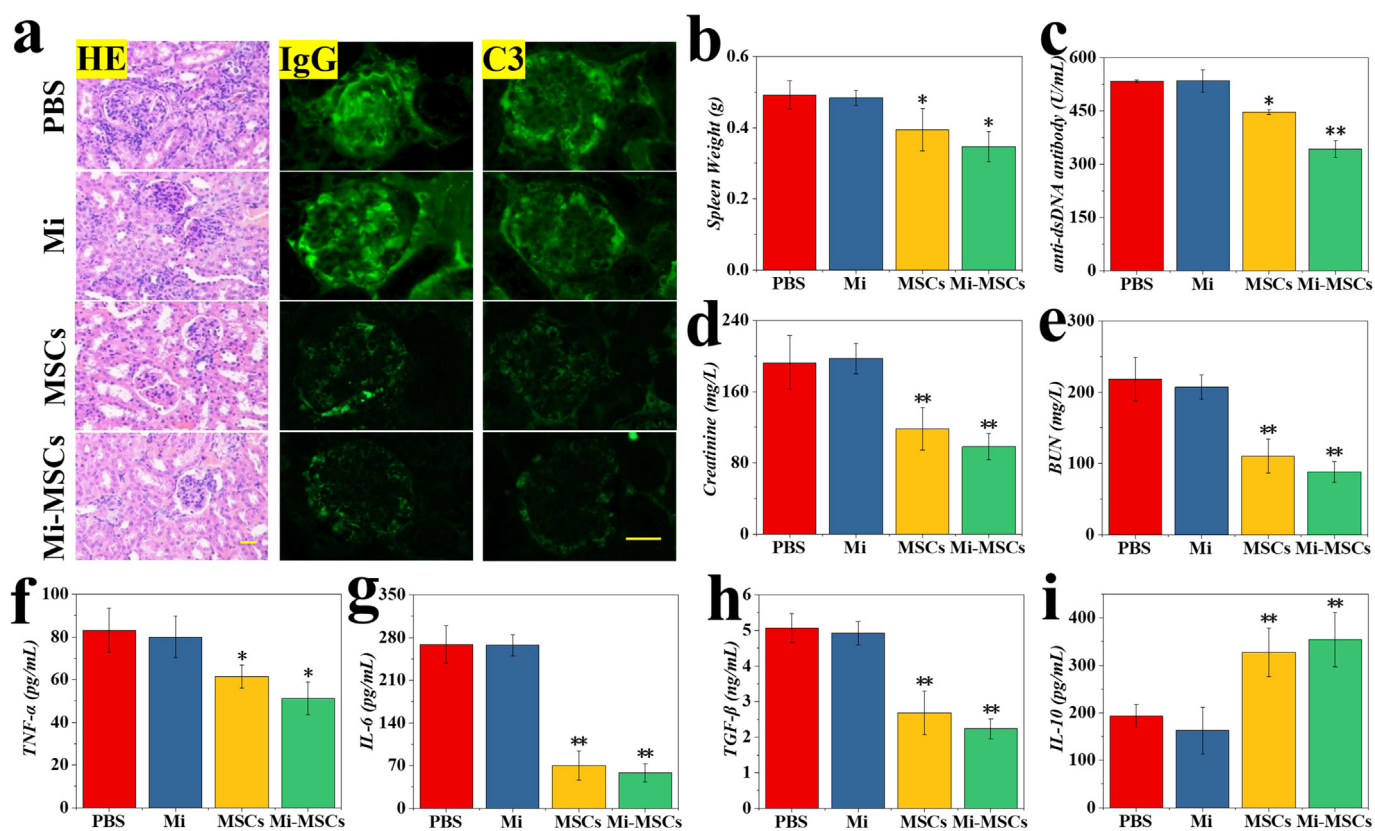 a
HE
IgG
C3
PBS
Mi
MSCs
Mi-MSCs
b
Spleen Weight (g)
0.6
0.4
0.2
0.0
PBS
Mi
MSCs
Mi-MSCs
*
*
c
anti-dsDNA antibody (U/mL)
600
450
300
150
0
PBS
Mi
MSCs
Mi-MSCs
*
**
d
Creatinine (mg/L)
240
160
80
0
PBS
Mi
MSCs
Mi-MSCs
**
**
e
BUN (mg/L)
300
200
100
0
PBS
Mi
MSCs
Mi-MSCs
**
**
f
TNF-α (pg/mL)
100
80
60
40
20
0
PBS
Mi
MSCs
Mi-MSCs
*
*
g
IL-6 (pg/mL)
350
280
210
140
70
0
PBS
Mi
MSCs
Mi-MSCs
**
**
h
TGF-β (ng/mL)
6
5
4
3
2
1
0
PBS
Mi
MSCs
Mi-MSCs
**
**
i
IL-10 (pg/mL)
400
300
200
100
0
PBS
Mi
MSCs
Mi-MSCs
**
**